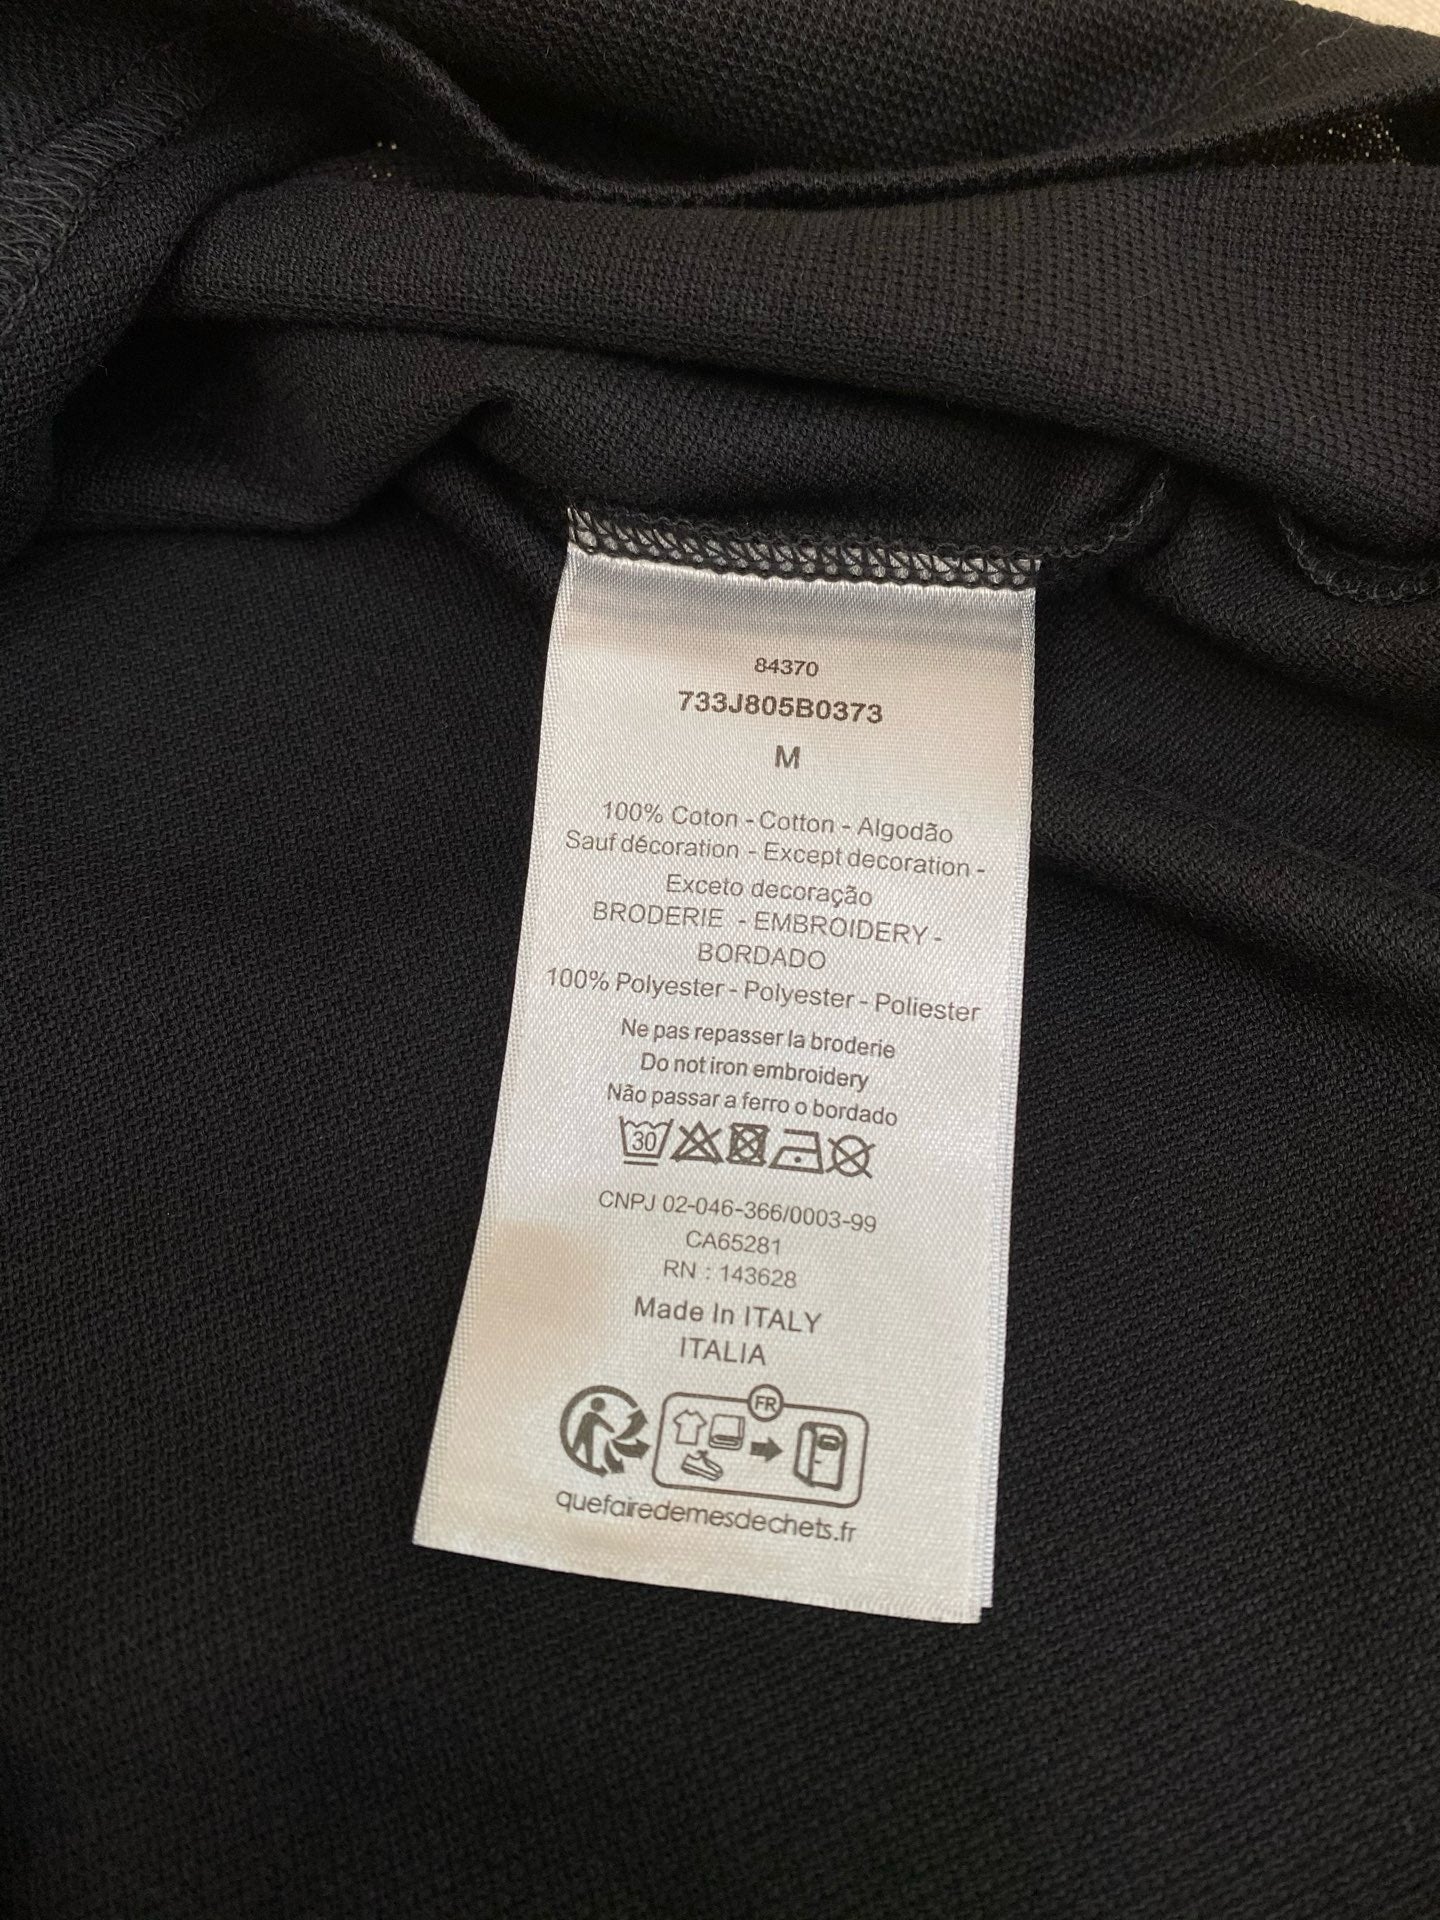 84370
733J805B0373
M
100% Coton - Cotton - Algodão
Sauf décoration - Except decoration -
Exceto decoração
BRODERIE - EMBROIDERY -
BORDADO
100% Polyester - Polyester - Poliester
Ne pas repasser la broderie
Do not iron embroidery
Não passar a ferro o bordado
30
CNPJ 02-046-366/0003-99
CA65281
RN : 143628
Made In ITALY
ITALIA
FR
quefairedemesdechets.fr